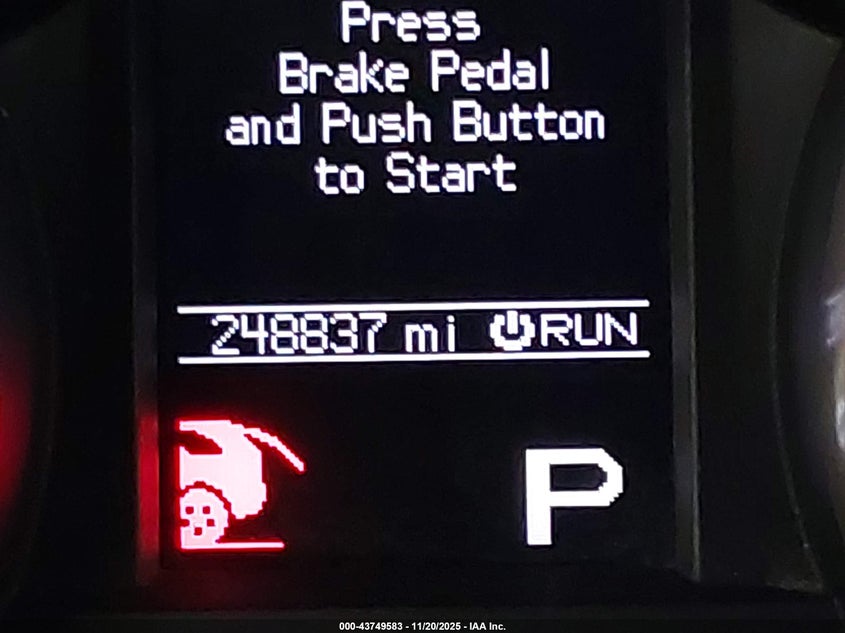 Press
Brake Pedal
and Push Button
to Start
248837 mi RUN
P
000-43749583 - 11/20/2025 - IAA Inc.